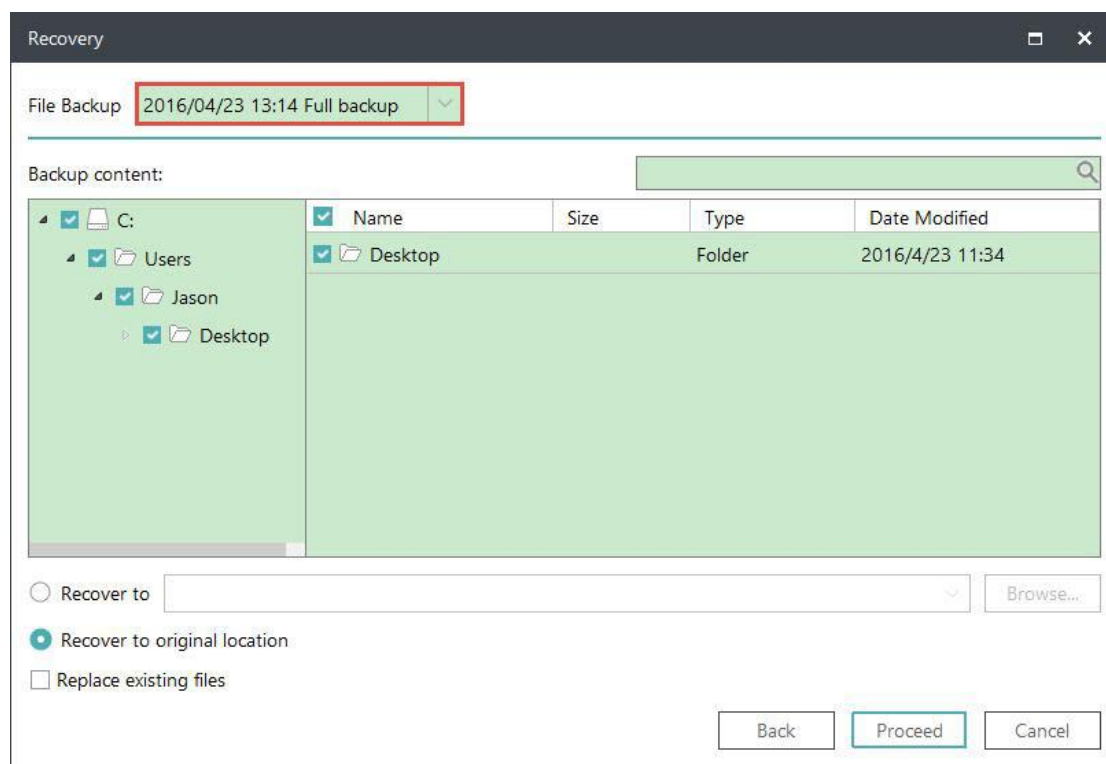 Recovery
File Backup 2016/04/23 13:14 Full backup
Backup content:
C: Name Size Type Date Modified
Users Desktop Folder 2016/4/23 11:34
Jason
Desktop
Recover to Browse...
Recover to original location
Replace existing files
Back Proceed Cancel